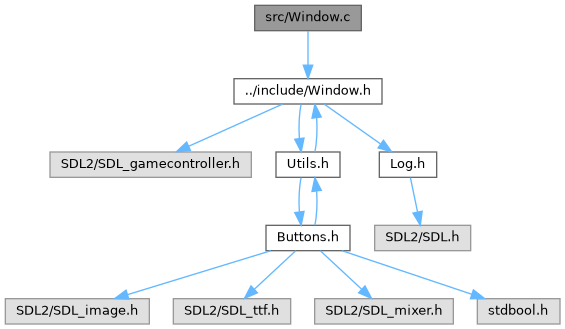 src/Window.c
../include/Window.h
SDL2/SDL_gamecontroller.h
Utils.h
Log.h
Buttons.h
SDL2/SDL.h
SDL2/SDL_image.h
SDL2/SDL_ttf.h
SDL2/SDL_mixer.h
stdbool.h